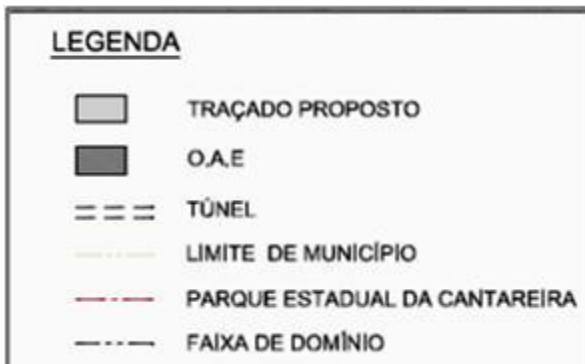 LEGENDA
TRAÇADO PROPOSTO
O.A.E
TÚNEL
LIMITE DE MUNICÍPIO
PARQUE ESTADUAL DA CANTAREIRA
FAIXA DE DOMÍNIO